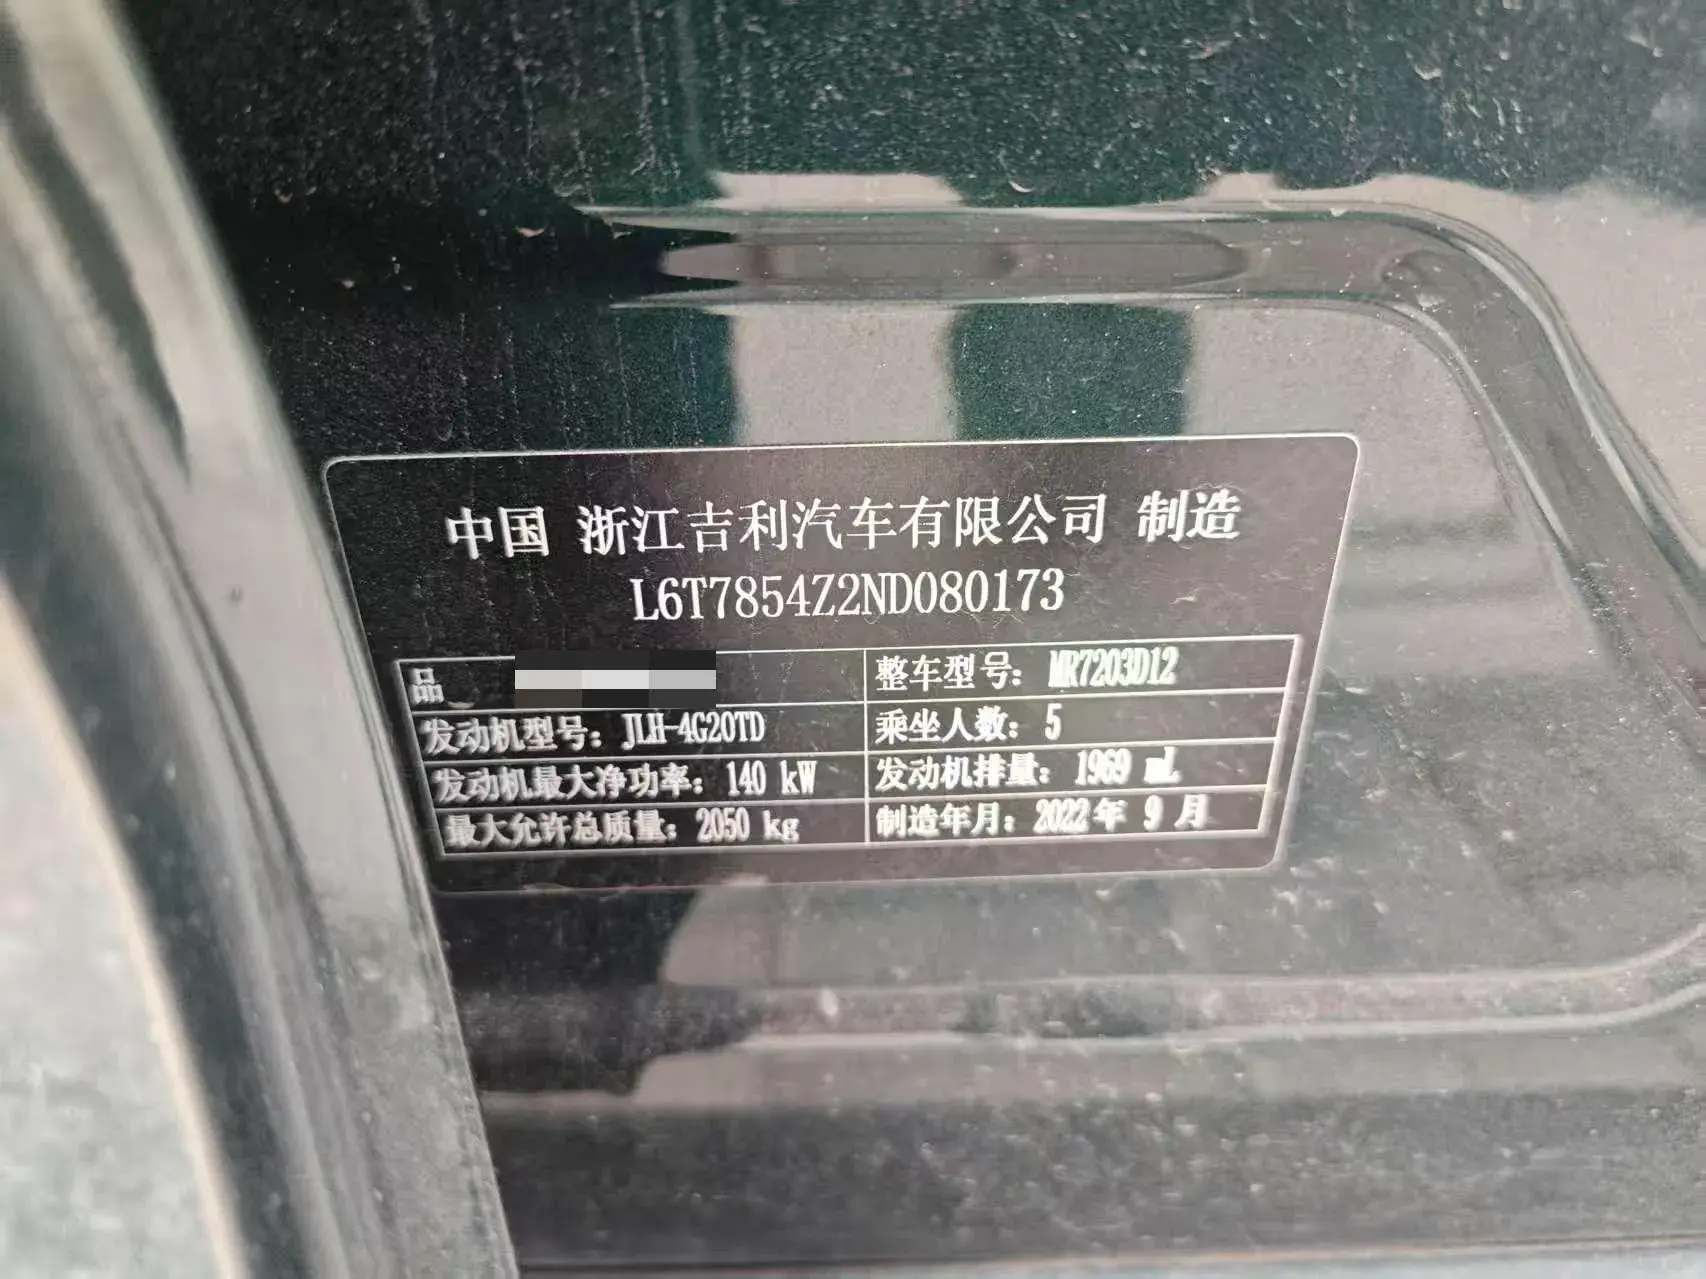 中国 浙江吉利汽车有限公司 制造
L6T7854Z2ND080173
品 整车型号：MR7203D12
发动机型号：JLH-4G20TD 乘坐人数：5
发动机最大净功率：140 kW 发动机排量：1969 mL
最大允许总质量：2050 kg 制造年月：2022年 9 月